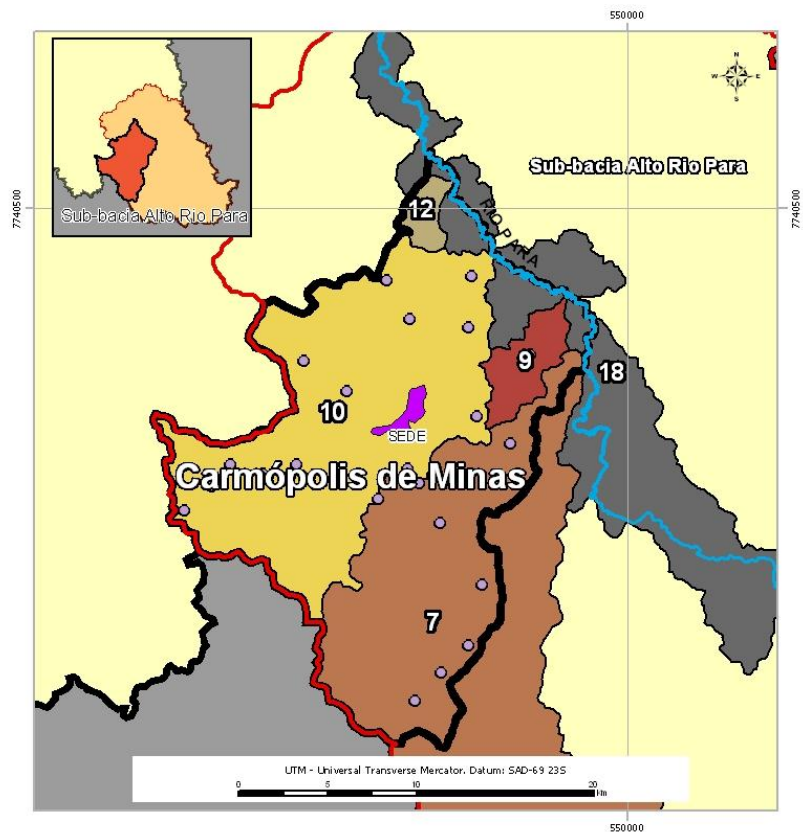 550000
N
W E
S
Sub-bacia Alto Rio Para
Sub-bacia Alto Rio Para
7740500
7740500
12
RIO PARA
9
18
10
SEDE
Carmópolis de Minas
7
UTM - Universal Transverse Mercator. Datum: SAD-69 23S
0 5 10 20
Km
550000